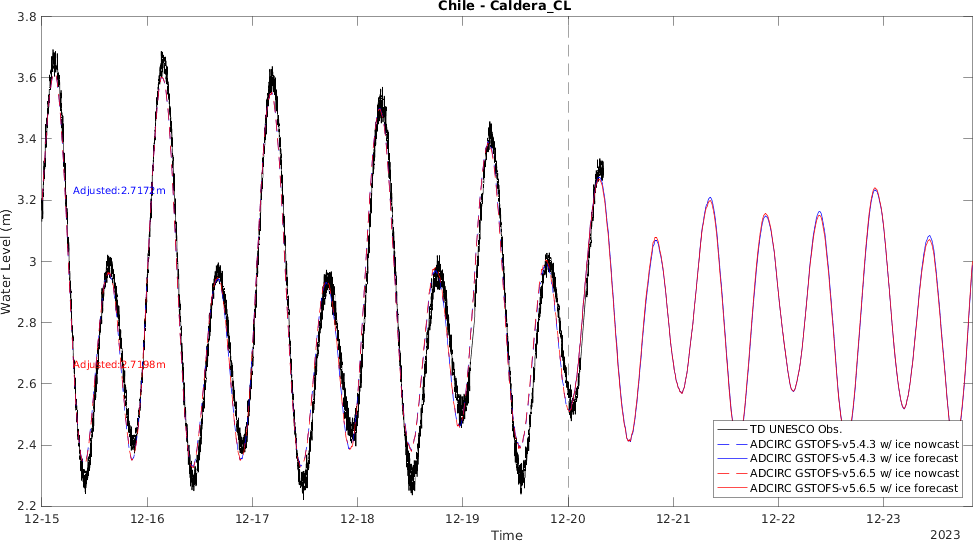 Chile - Caldera_CL
3.8
3.6
3.4
3.2
3
2.8
2.6
2.4
2.2
Water Level (m)
Adjusted:2.7172m
Adjusted:2.7198m
TD UNESCO Obs.
ADCIRC GSTOFS-v5.4.3 w/ ice nowcast
ADCIRC GSTOFS-v5.4.3 w/ ice forecast
ADCIRC GSTOFS-v5.6.5 w/ ice nowcast
ADCIRC GSTOFS-v5.6.5 w/ ice forecast
12-15 12-16 12-17 12-18 12-19 12-20 12-21 12-22 12-23
Time
2023